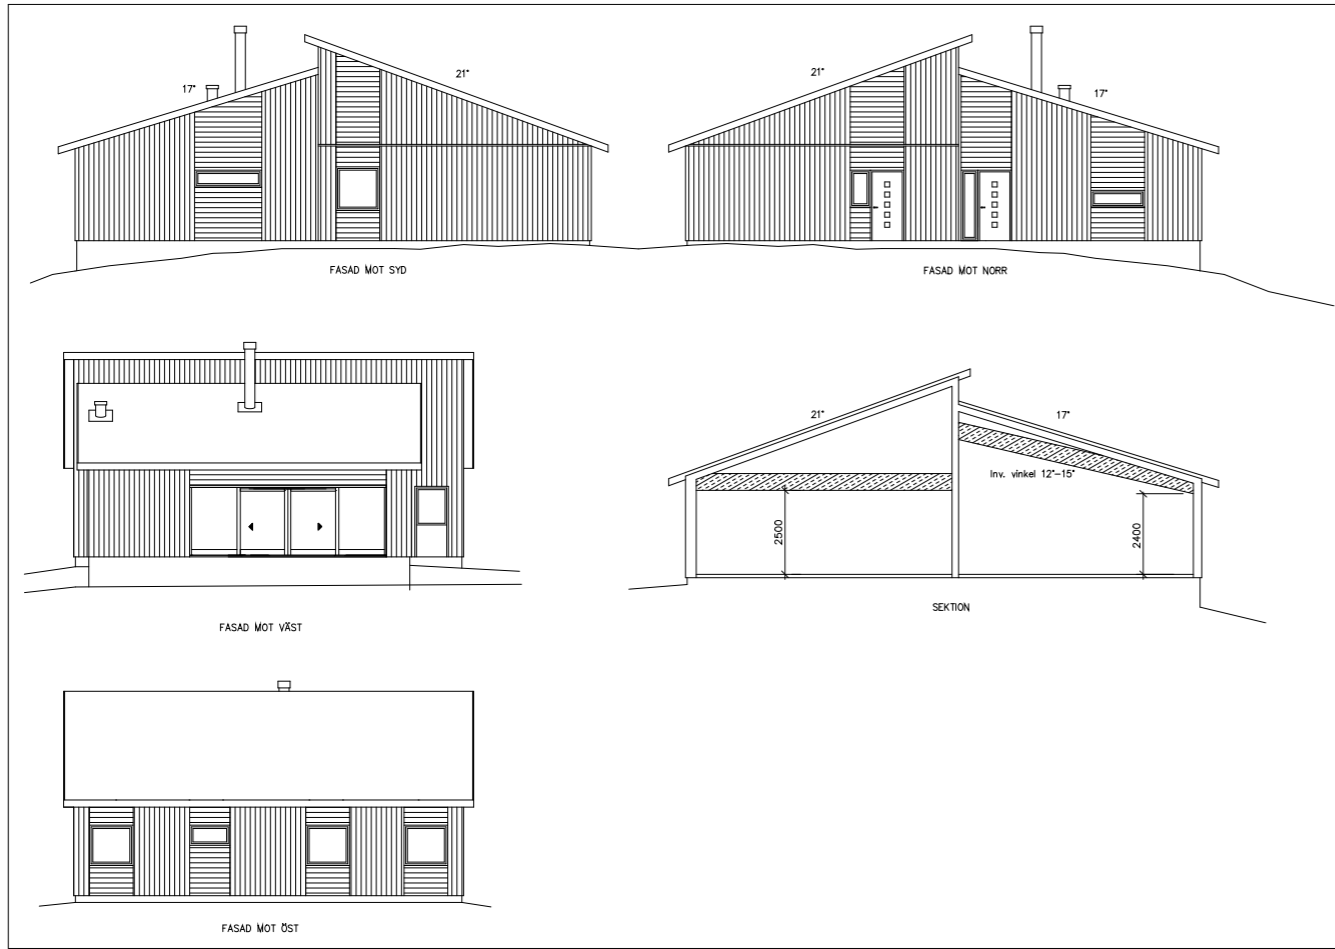 17°
21°
FASAD MOT SYD
21°
17°
FASAD MOT NORR
FASAD MOT VÄST
21°
17°
Inv. vinkel 12°-15°
2500
2400
SEKTION
FASAD MOT ÖST